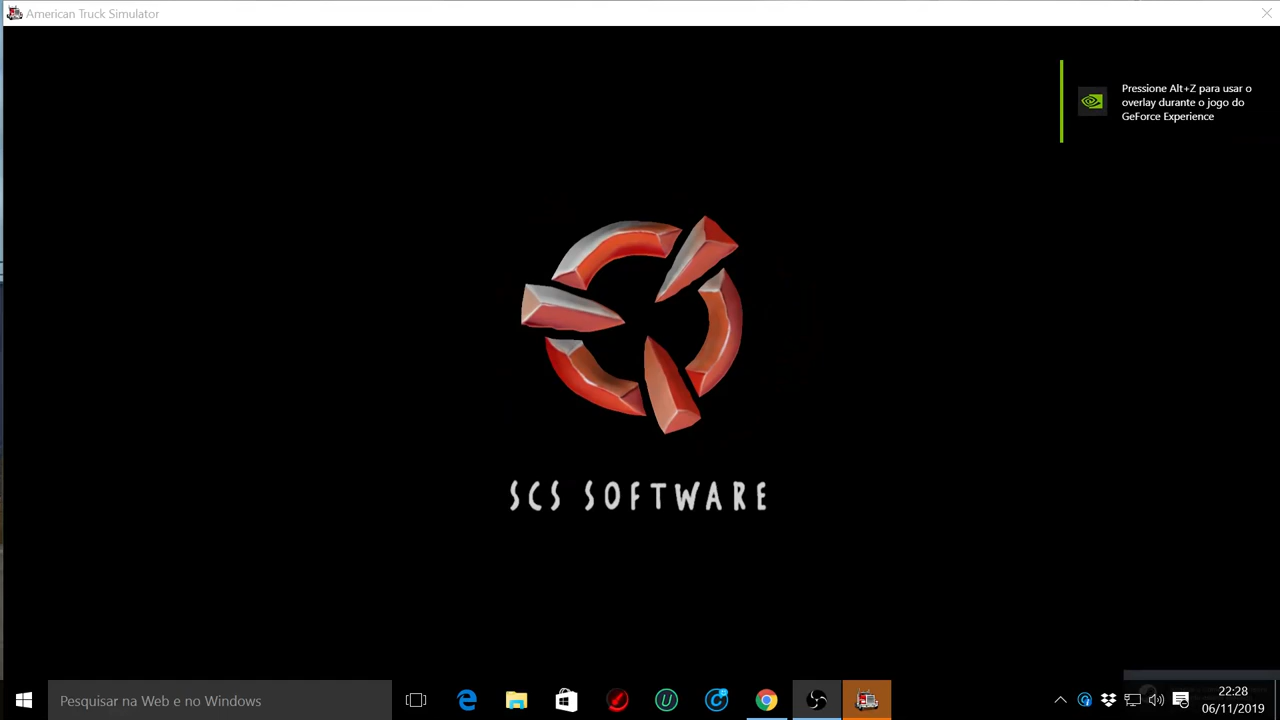 American Truck Simulator
Pressione Alt+Z para usar o
overlay durante o jogo do
GeForce Experience
SCS SOFTWARE
Pesquisar na Web e no Windows
22:28
06/11/2019